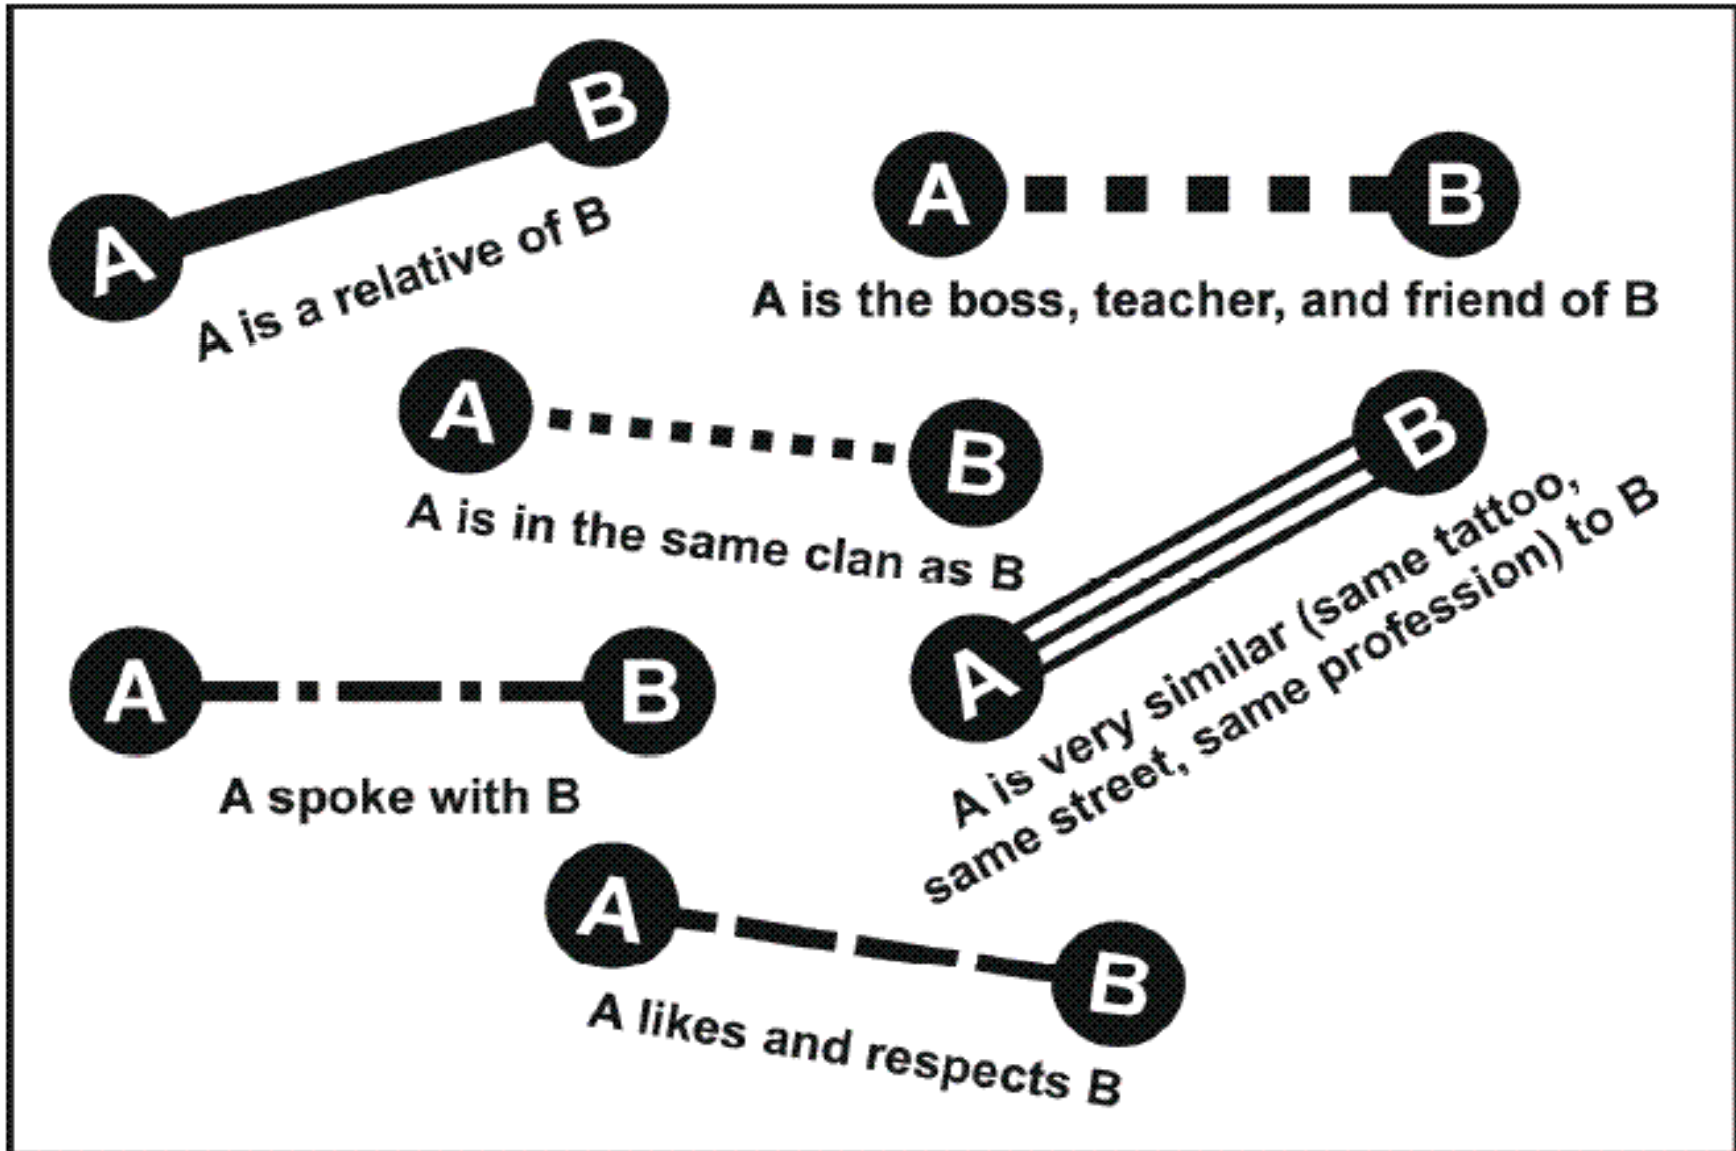 A
B
A is a relative of B
A
B
A is the boss, teacher, and friend of B
A
B
A is in the same clan as B
A
B
A is very similar (same tattoo,
same street, same profession) to B
A
B
A spoke with B
A
B
A likes and respects B